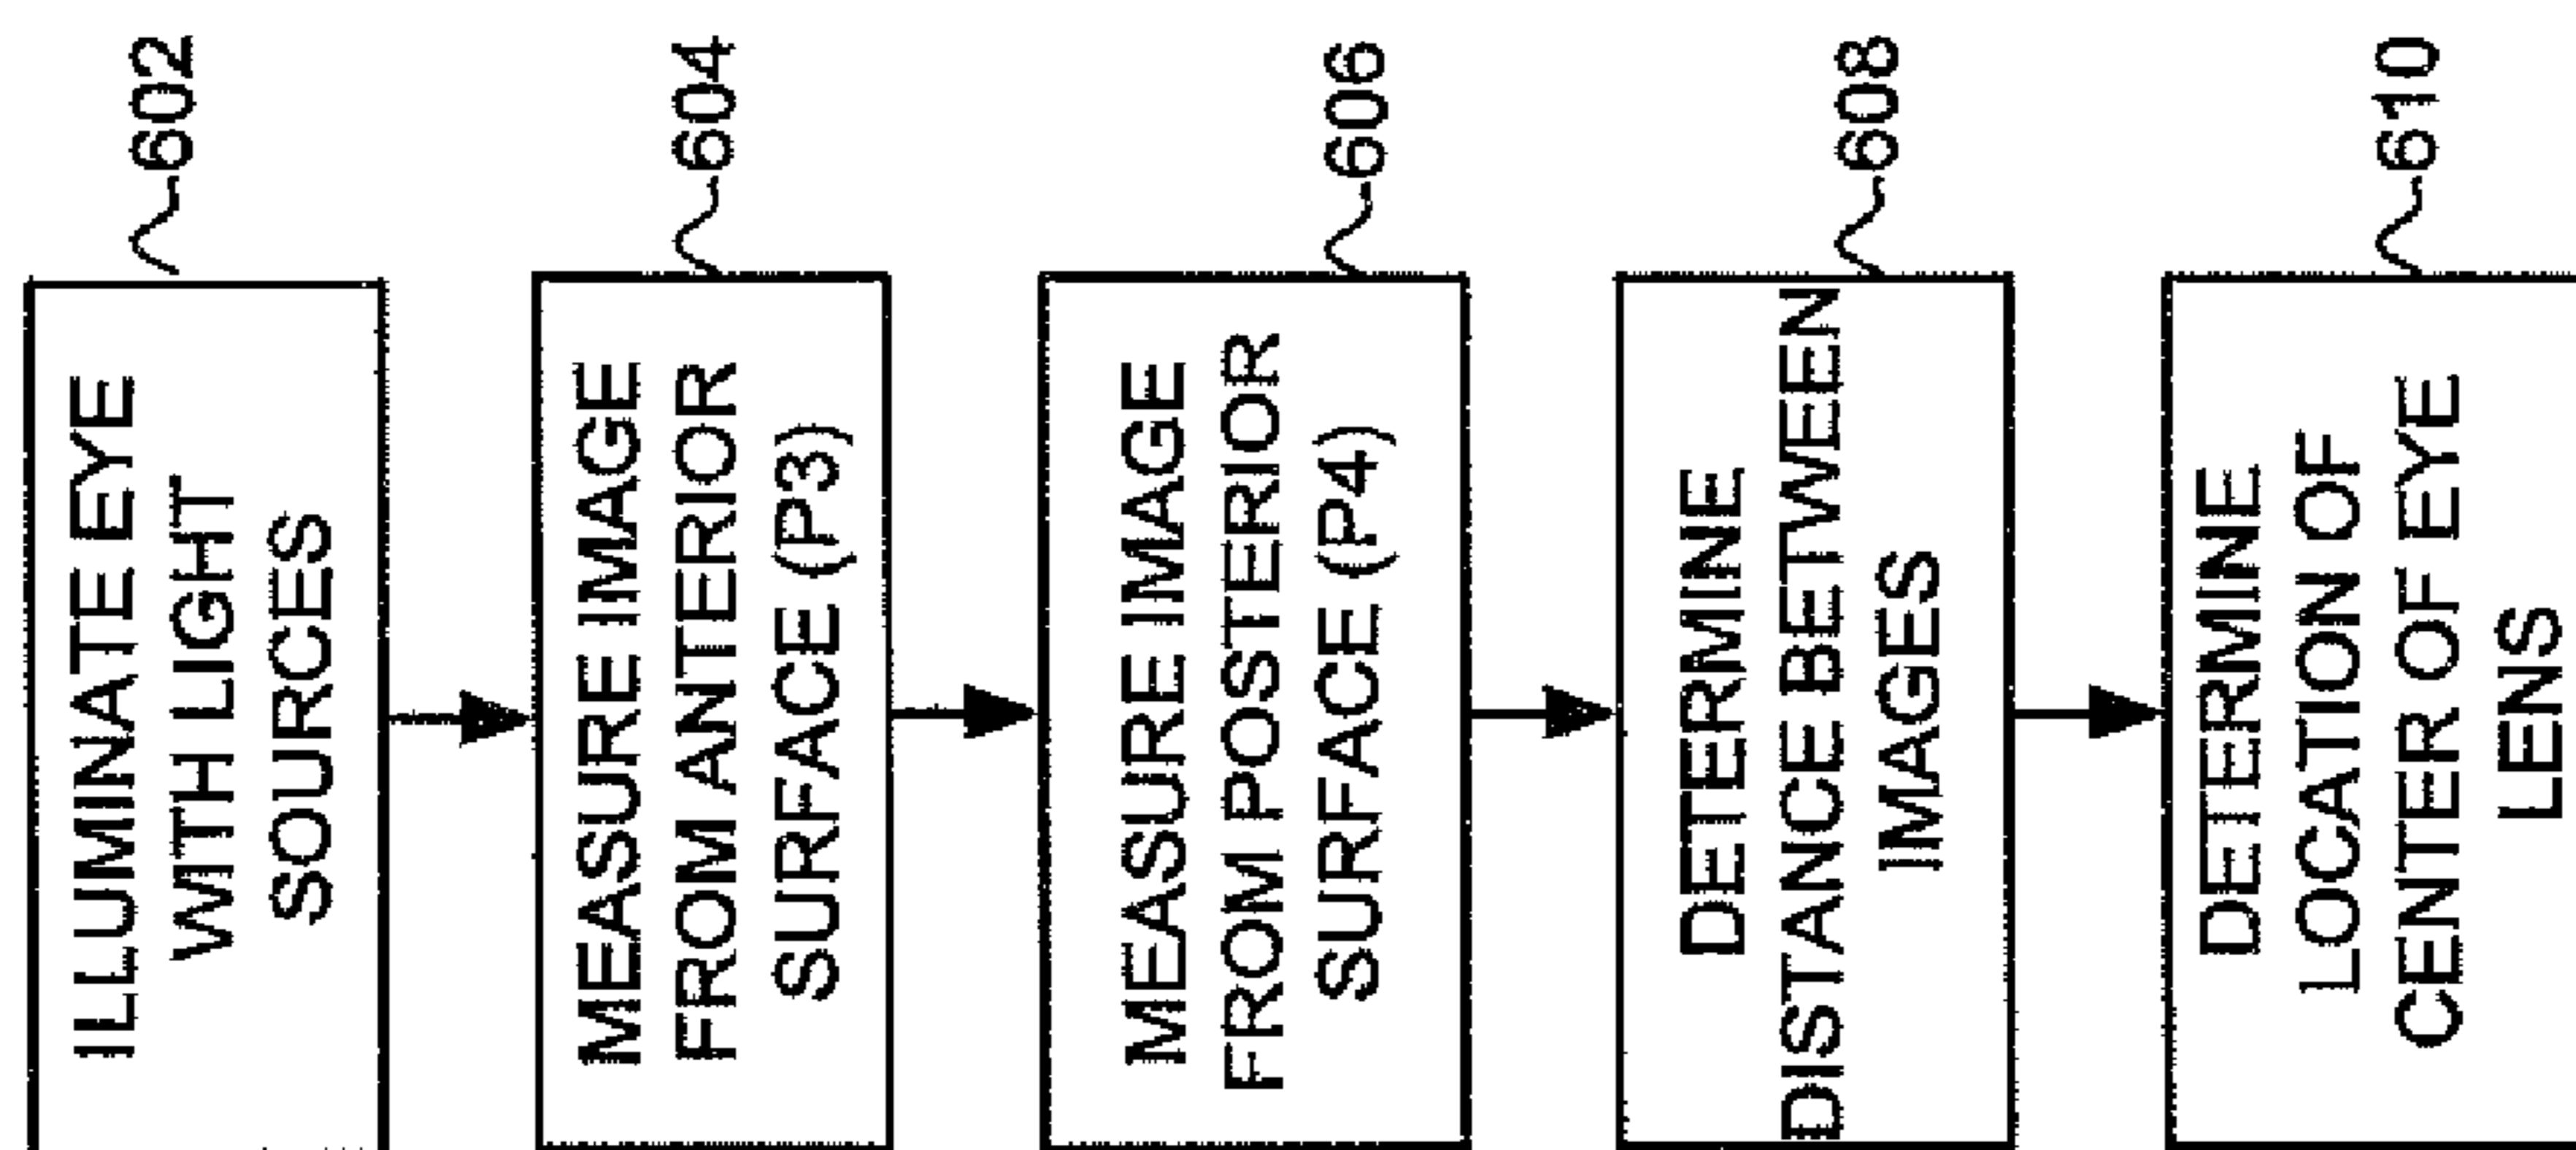 ILLUMINATE EYE
WITH LIGHT
SOURCES
602
MEASURE IMAGE
FROM ANTERIOR
SURFACE (P3)
604
MEASURE IMAGE
FROM POSTERIOR
SURFACE (P4)
606
DETERMINE
DISTANCE BETWEEN
IMAGES
608
DETERMINE
LOCATION OF
CENTER OF EYE
LENS
610